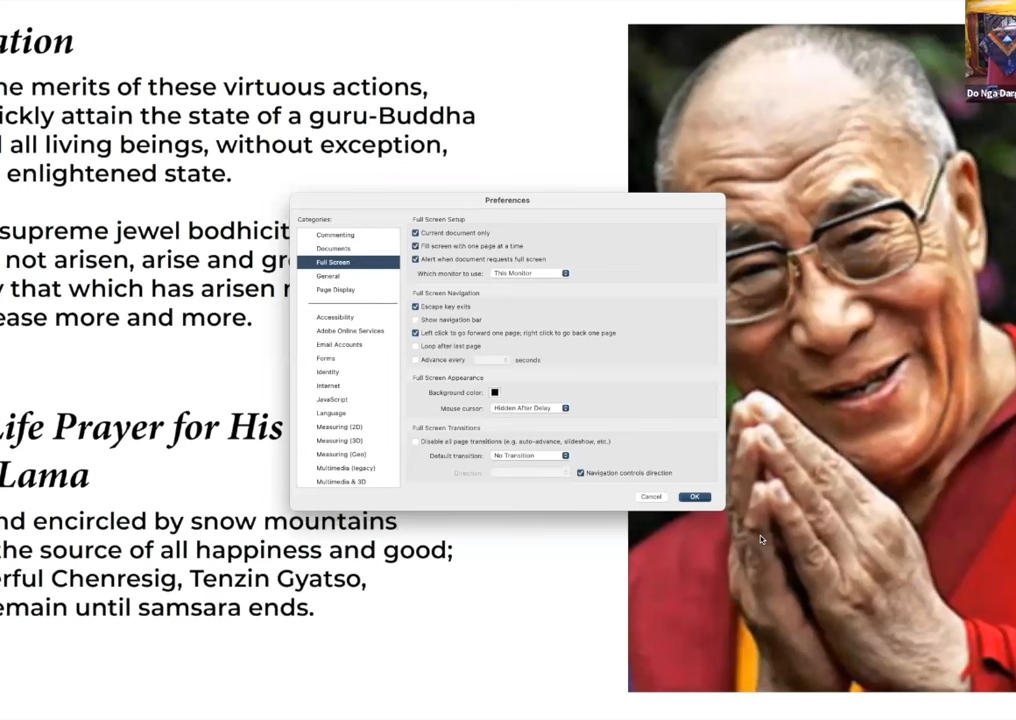 ation
he merits of these virtuous actions,
ickly attain the state of a guru-Buddha
l all living beings, without exception,
enlightened state.
supreme jewel bodhicit
not arisen, arise and gr
y that which has arisen n
ease more and more.
Life Prayer for His
Lama
nd encircled by snow mountains
the source of all happiness and good;
erful Chenresig, Tenzin Gyatso,
emain until samsara ends.
Preferences
Categories:
Commenting
Documents
Full Screen
General
Page Display
Accessibility
Adobe Online Services
Email Accounts
Forms
Identity
Internet
JavaScript
Language
Measuring (2D)
Measuring (3D)
Measuring (Geo)
Multimedia (legacy)
Multimedia & 3D
Full Screen Setup
Current document only
Fill screen with one page at a time
Alert when document requests full screen
Which monitor to use: This Monitor
Full Screen Navigation
Escape key exits
Show navigation bar
Left click to go forward one page; right click to go back one page
Loop after last page
Advance every seconds
Full Screen Appearance
Background color:
Mouse cursor: Hidden After Delay
Full Screen Transitions
Disable all page transitions (e.g. auto-advance, slideshow, etc.)
Default transition: No Transition
Direction: Navigation controls direction
Cancel OK
Do Nga Darg